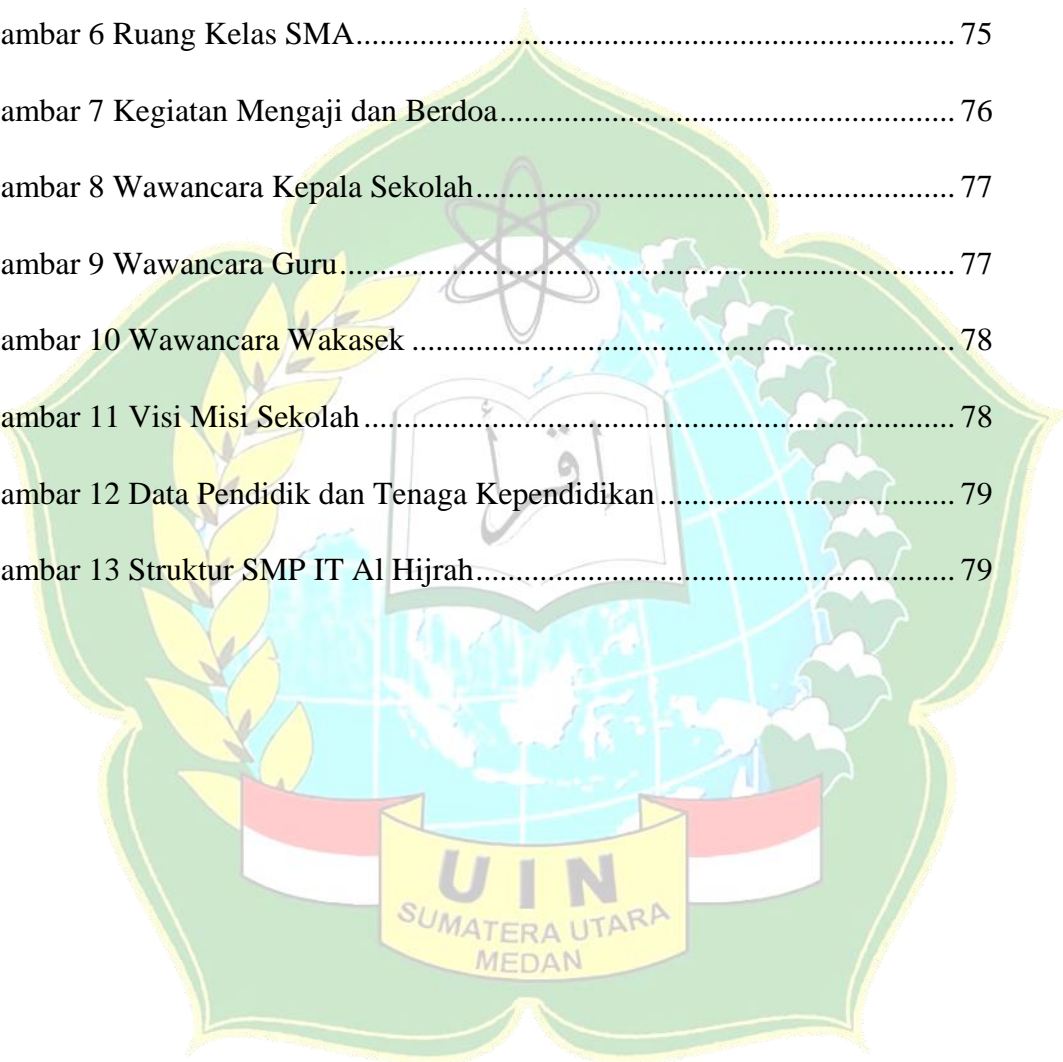 ambar 6 Ruang Kelas SMA........................................................................... 75
ambar 7 Kegiatan Mengaji dan Berdoa......................................................... 76
ambar 8 Wawancara Kepala Sekolah............................................................ 77
ambar 9 Wawancara Guru............................................................................. 77
ambar 10 Wawancara Wakasek .................................................................... 78
ambar 11 Visi Misi Sekolah .......................................................................... 78
ambar 12 Data Pendidik dan Tenaga Kependidikan ..................................... 79
ambar 13 Struktur SMP IT Al Hijrah............................................................ 79
اقرأ
UIN
SUMATERA UTARA
MEDAN